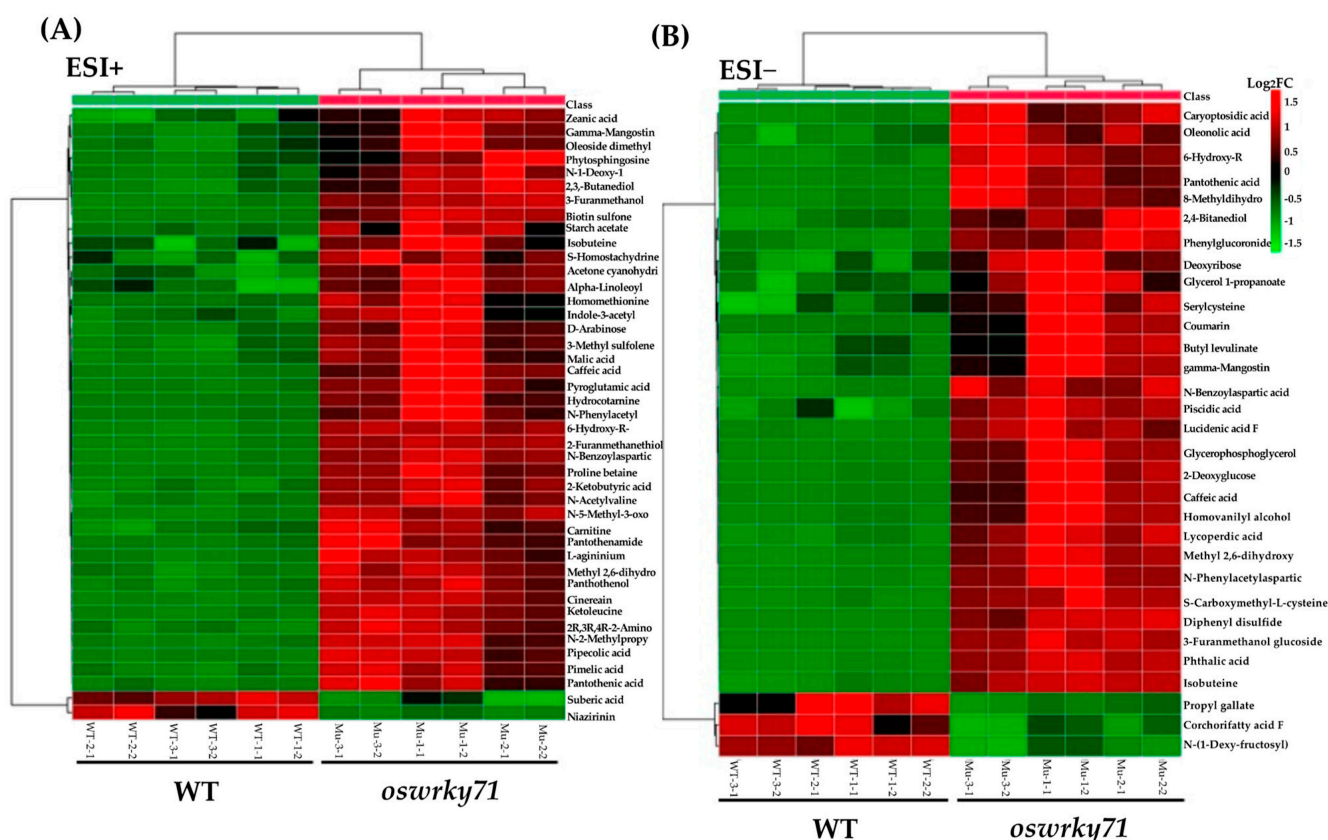 (A)
ESI+
Class
Zeanic acid
Gamma-Mangostin
Oleoside dimethyl
Phytosphingosine
N-1-Deoxy-1
2,3,-Butanediol
3-Furanmethanol
Biotin sulfone
Starch acetate
Isobuteine
S-Homostachydrine
Acetone cyanohydri
Alpha-Linoleoyl
Homomethionine
Indole-3-acetyl
D-Arabinose
3-Methyl sulfolene
Malic acid
Caffeic acid
Pyroglutamic acid
Hydrocotarnine
N-Phenylacetyl
6-Hydroxy-R-
2-Furanmethanethiol
N-Benzoylaspartic
Proline betaine
2-Ketobutyric acid
N-Acetylvaline
N-5-Methyl-3-oxo
Carnitine
Pantothenamide
L-agininium
Methyl 2,6-dihydro
Panthothenol
Cinereain
Ketoleucine
2R,3R,4R-2-Amino
N-2-Methylpropy
Pipecolic acid
Pimelic acid
Pantothenic acid
Suberic acid
Niazirinin
WT-2-1
WT-2-2
WT-3-1
WT-3-2
WT-1-1
WT-1-2
Mu-3-1
Mu-3-2
Mu-1-1
Mu-1-2
Mu-2-1
Mu-2-2
WT
oswrky71
(B)
ESI−
Log2FC
1.5
1
0.5
0
-0.5
-1
-1.5
Class
Caryoptosidic acid
Oleonolic acid
6-Hydroxy-R
Pantothenic acid
8-Methyldihydro
2,4-Bitanediol
Phenylglucoronide
Deoxyribose
Glycerol 1-propanoate
Serylcysteine
Coumarin
Butyl levulinate
gamma-Mangostin
N-Benzoylaspartic acid
Piscidic acid
Lucidenic acid F
Glycerophosphoglycerol
2-Deoxyglucose
Caffeic acid
Homovanilyl alcohol
Lycoperdic acid
Methyl 2,6-dihydroxy
N-Phenylacetylaspartic
S-Carboxymethyl-L-cysteine
Diphenyl disulfide
3-Furanmethanol glucoside
Phthalic acid
Isobuteine
Propyl gallate
Corchorifatty acid F
N-(1-Dexy-fructosyl)
WT-3-1
WT-3-2
WT-2-1
WT-1-1
WT-1-2
WT-2-2
Mu-3-1
Mu-3-2
Mu-1-1
Mu-1-2
Mu-2-1
Mu-2-2
WT
oswrky71